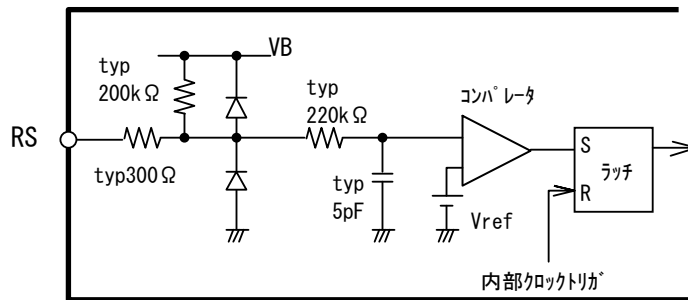 VB
typ
200kΩ
RS
typ300Ω
typ
220kΩ
typ
5pF
コンパレータ
Vref
S
R
ラッチ
内部クロックトリガ